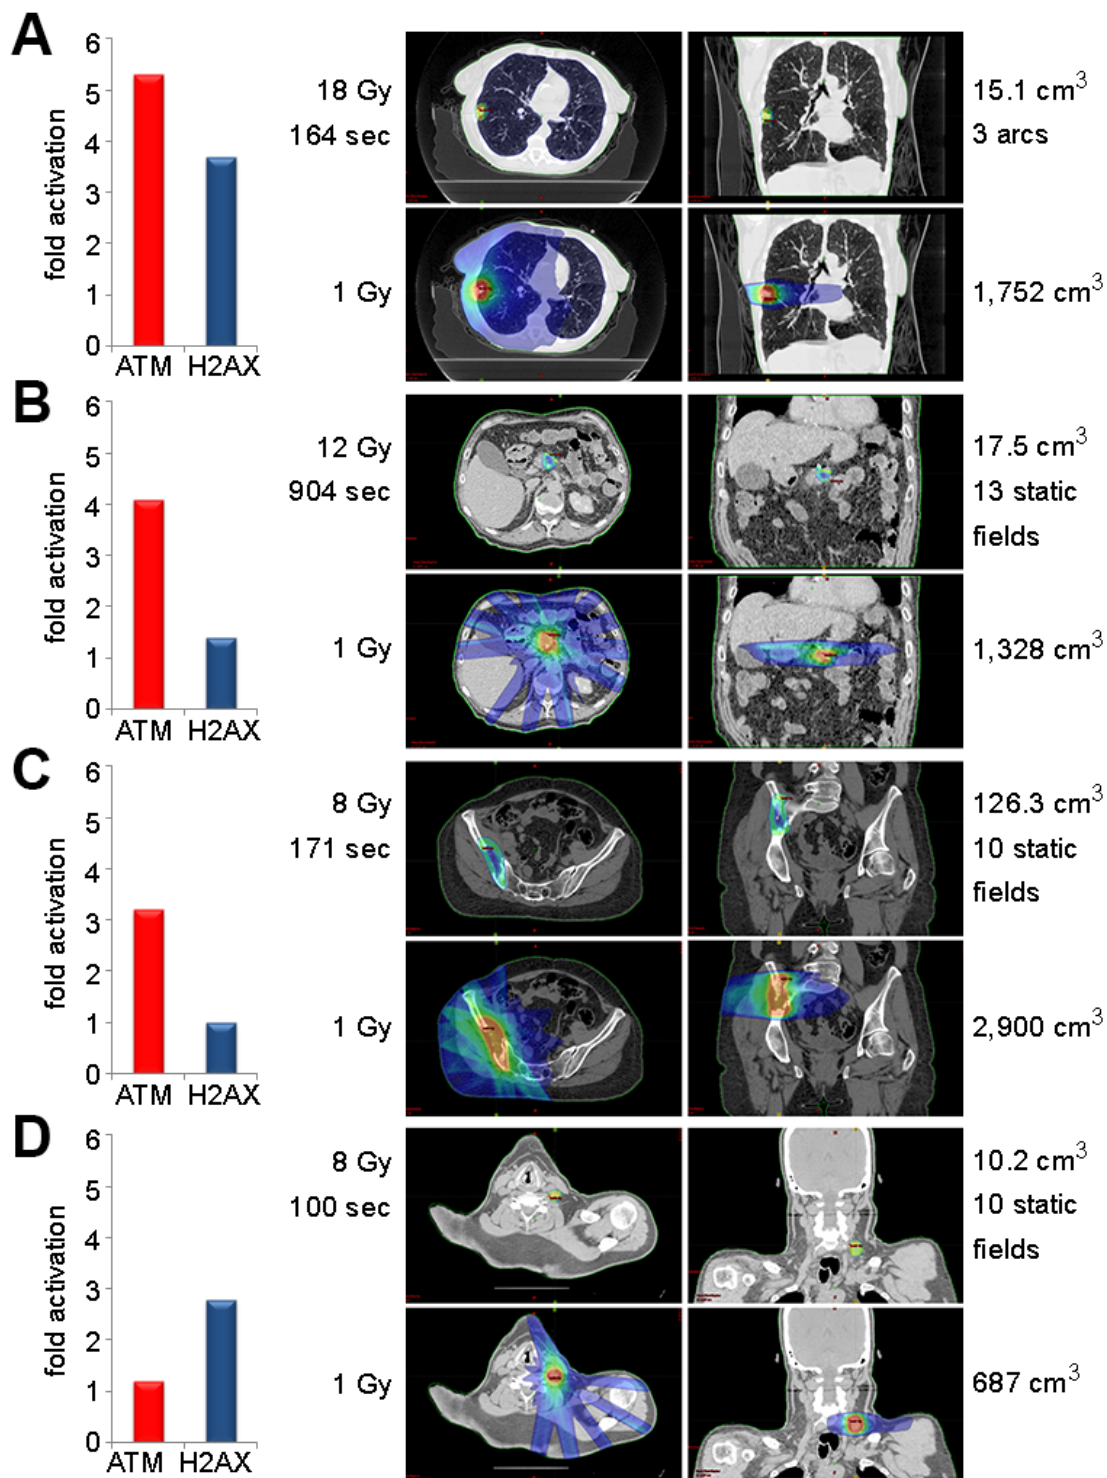 A
6
5
4
3
2
1
0
fold activation
ATM H2AX
18 Gy
164 sec
15.1 cm³
3 arcs
1 Gy
1,752 cm³
B
6
5
4
3
2
1
0
fold activation
ATM H2AX
12 Gy
904 sec
17.5 cm³
13 static
fields
1 Gy
1,328 cm³
C
6
5
4
3
2
1
0
fold activation
ATM H2AX
8 Gy
171 sec
126.3 cm³
10 static
fields
1 Gy
2,900 cm³
D
6
5
4
3
2
1
0
fold activation
ATM H2AX
8 Gy
100 sec
10.2 cm³
10 static
fields
1 Gy
687 cm³